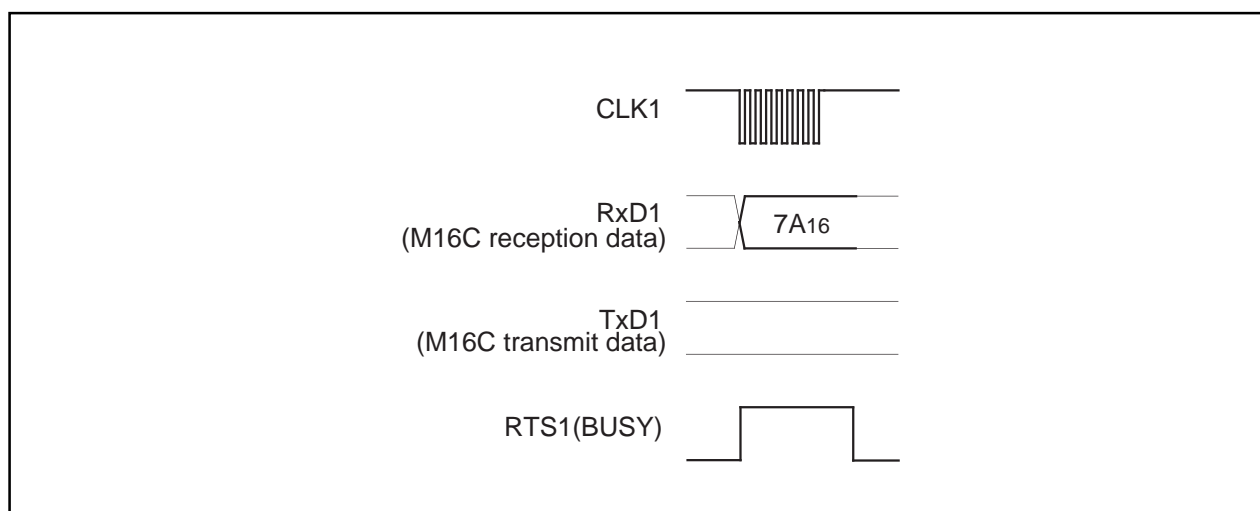 CLK1
RxD1
(M16C reception data)
7A16
TxD1
(M16C transmit data)
RTS1(BUSY)